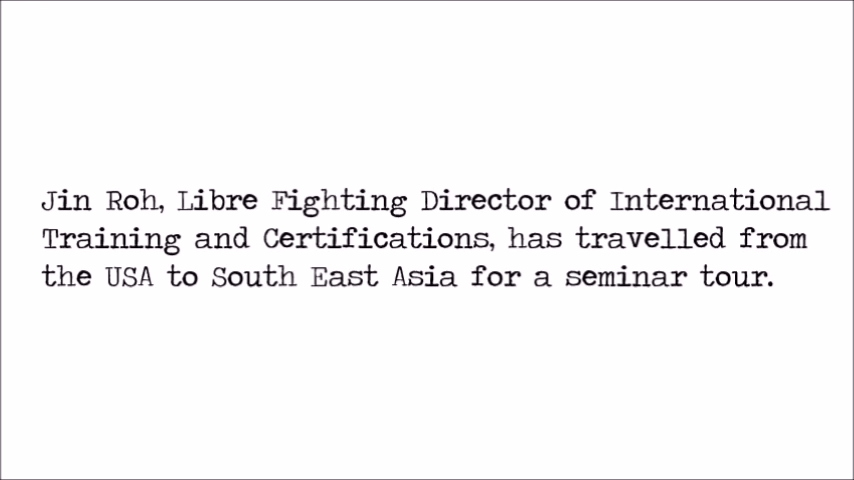 Jin Roh, Libre Fighting Director of International
Training and Certifications, has travelled from
the USA to South East Asia for a seminar tour.